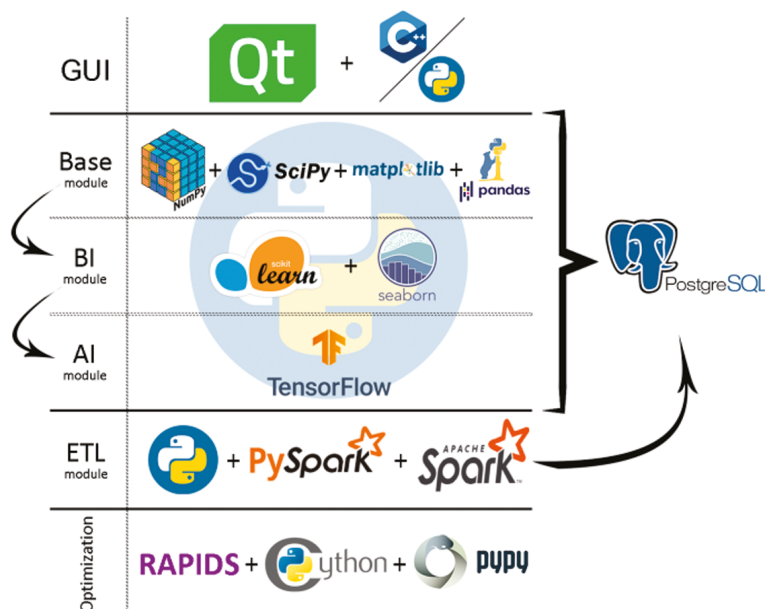 GUI
Qt
+
C++
Base
module
NumPy
+
SciPy
+
matplotlib
+
pandas
BI
module
scikit
learn
+
seaborn
AI
module
TensorFlow
PostgreSQL
ETL
module
+
PySpark
+
APACHE
Spark
TM
Optimization
RAPIDS
+
Cython
+
pypy